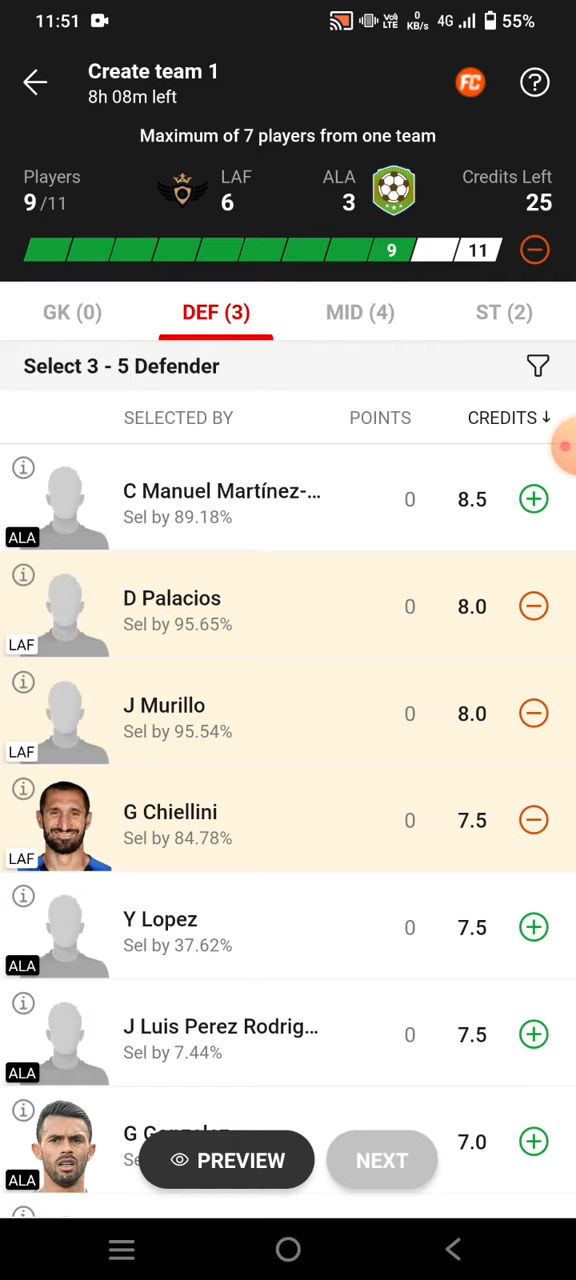 11:51
Vo) LTE
0 KB/s
4G
55%
Create team 1
8h 08m left
FC
?
Maximum of 7 players from one team
Players
9/11
LAF
6
ALA
3
Credits Left
25
9
11
GK (0)
DEF (3)
MID (4)
ST (2)
Select 3 - 5 Defender
SELECTED BY
POINTS
CREDITS↓
C Manuel Martínez-...
Sel by 89.18%
0
8.5
ALA
D Palacios
Sel by 95.65%
0
8.0
LAF
J Murillo
Sel by 95.54%
0
8.0
LAF
G Chiellini
Sel by 84.78%
0
7.5
LAF
Y Lopez
Sel by 37.62%
0
7.5
ALA
J Luis Perez Rodrig...
Sel by 7.44%
0
7.5
ALA
G
7.0
ALA
PREVIEW
NEXT